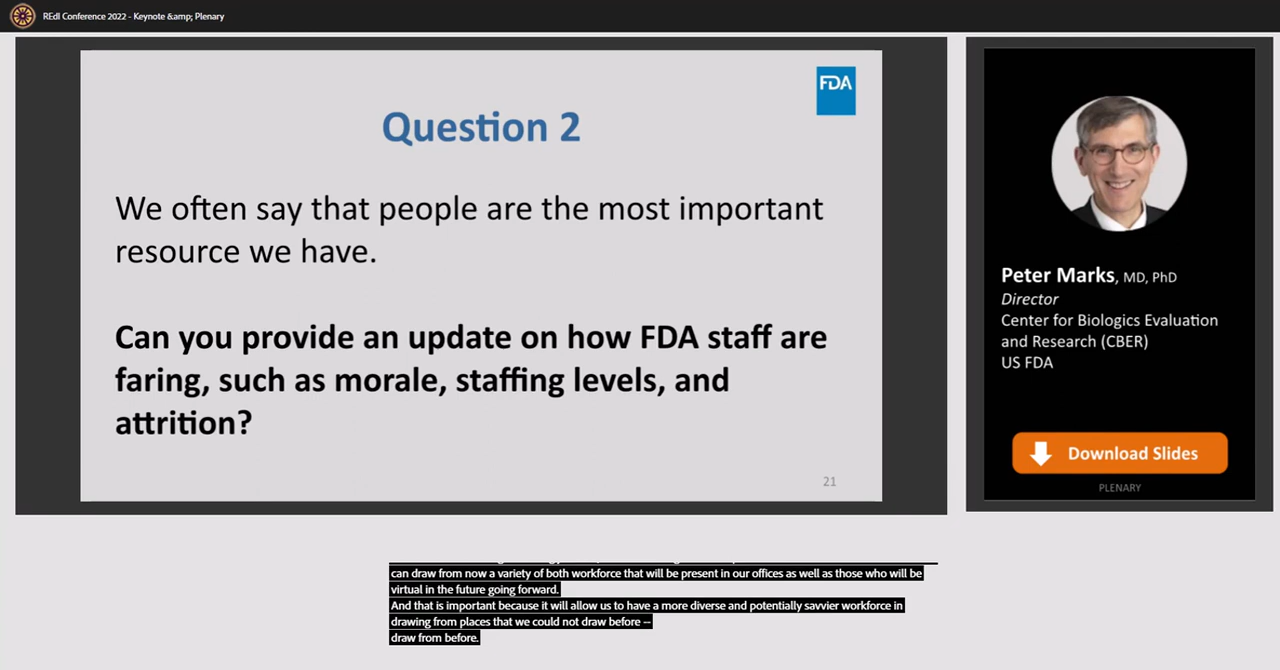 REdI Conference 2022 - Keynote &amp; Plenary
FDA
Question 2
We often say that people are the most important
resource we have.
Can you provide an update on how FDA staff are
faring, such as morale, staffing levels, and
attrition?
21
Peter Marks, MD, PhD
Director
Center for Biologics Evaluation
and Research (CBER)
US FDA
Download Slides
PLENARY
can draw from now a variety of both workforce that will be present in our offices as well as those who will be
virtual in the future going forward.
And that is important because it will allow us to have a more diverse and potentially savvier workforce in
drawing from places that we could not draw before --
draw from before.